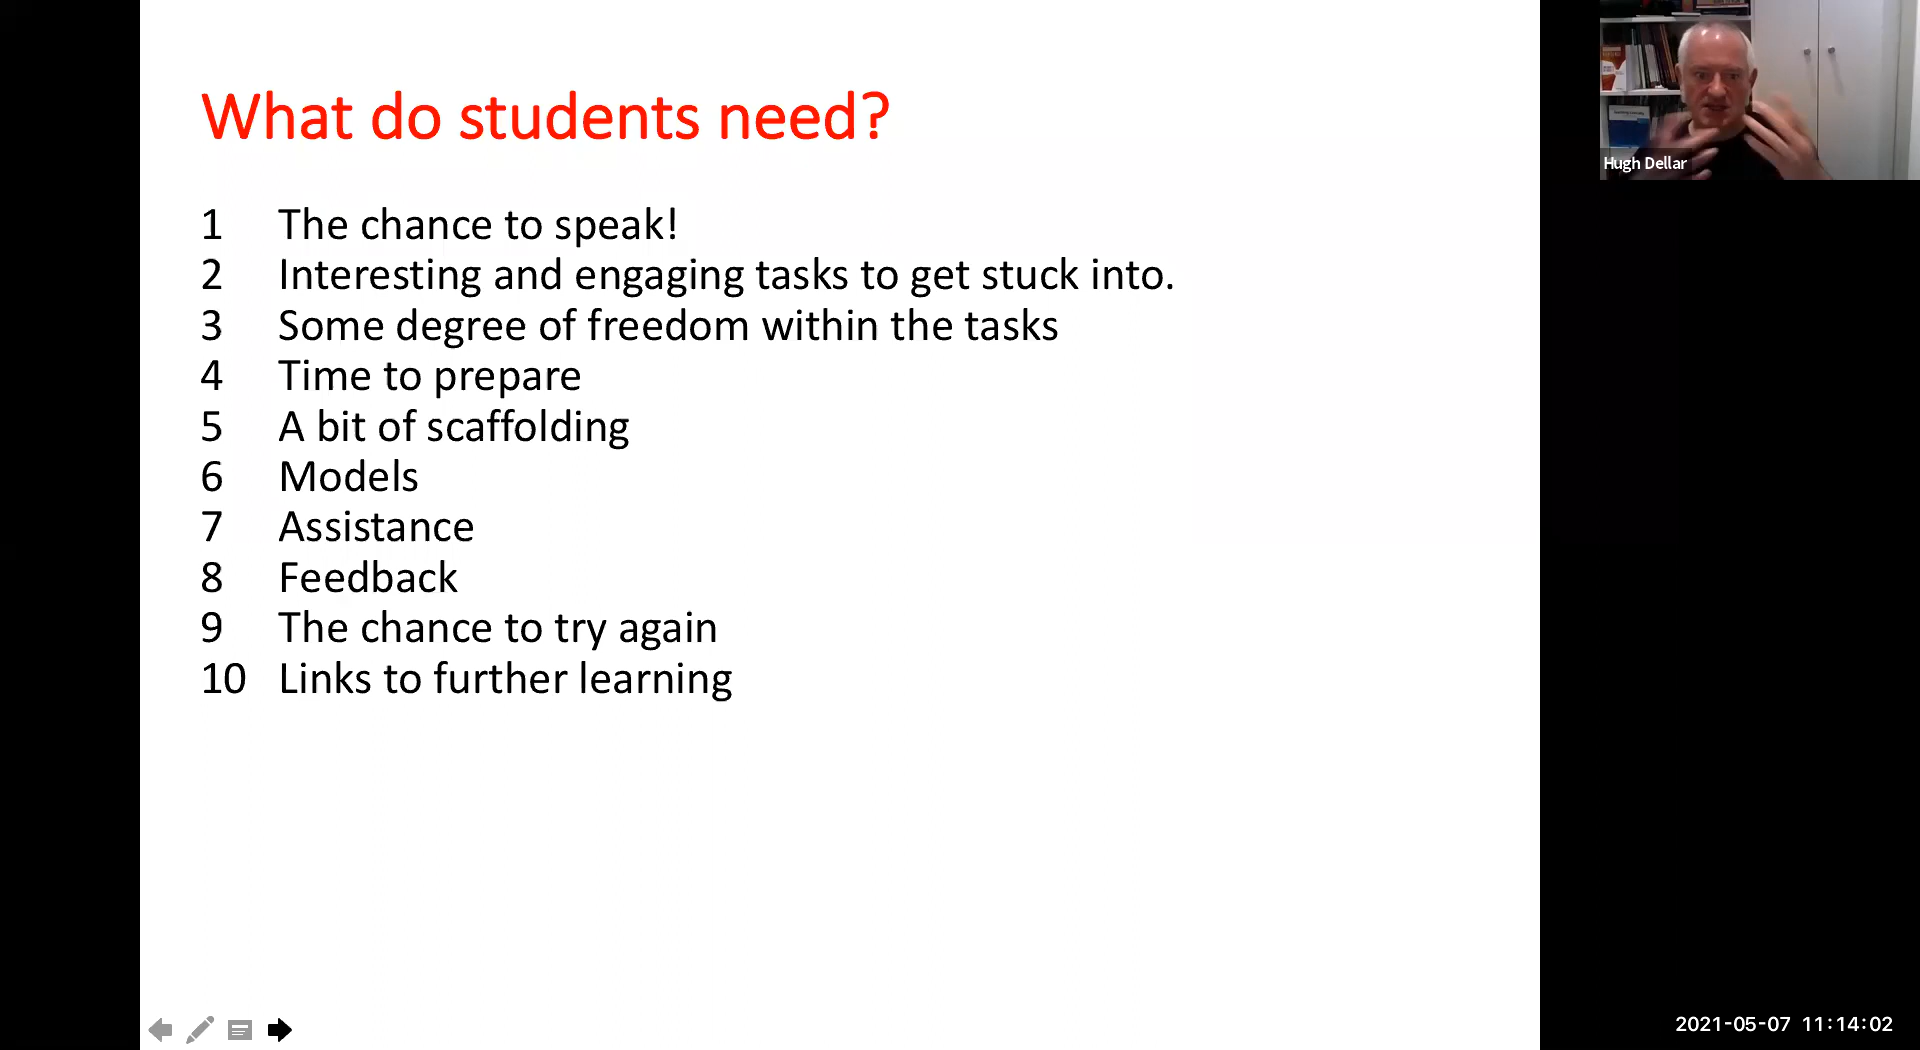 What do students need?
1 The chance to speak!
2 Interesting and engaging tasks to get stuck into.
3 Some degree of freedom within the tasks
4 Time to prepare
5 A bit of scaffolding
6 Models
7 Assistance
8 Feedback
9 The chance to try again
10 Links to further learning
Hugh Dellar
2021-05-07 11:14:02